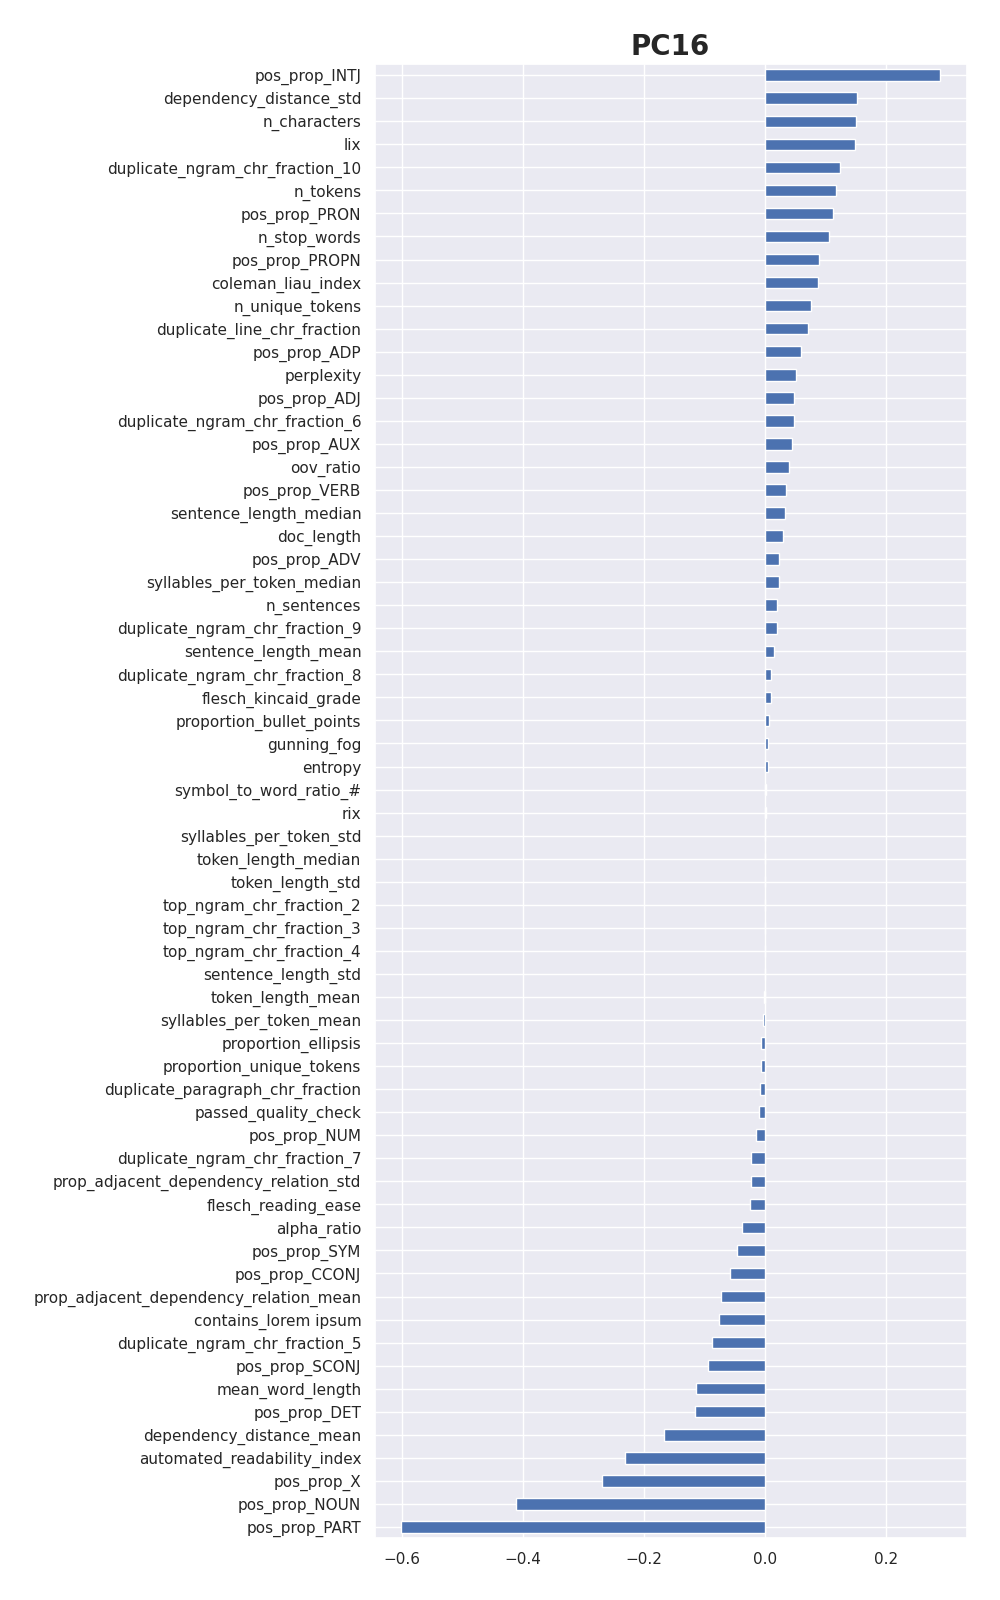 PC16
pos_prop_INTJ
dependency_distance_std
n_characters
lix
duplicate_ngram_chr_fraction_10
n_tokens
pos_prop_PRON
n_stop_words
pos_prop_PROPN
coleman_liau_index
n_unique_tokens
duplicate_line_chr_fraction
pos_prop_ADP
perplexity
pos_prop_ADJ
duplicate_ngram_chr_fraction_6
pos_prop_AUX
oov_ratio
pos_prop_VERB
sentence_length_median
doc_length
pos_prop_ADV
syllables_per_token_median
n_sentences
duplicate_ngram_chr_fraction_9
sentence_length_mean
duplicate_ngram_chr_fraction_8
flesch_kincaid_grade
proportion_bullet_points
gunning_fog
entropy
symbol_to_word_ratio_#
rix
syllables_per_token_std
token_length_median
token_length_std
top_ngram_chr_fraction_2
top_ngram_chr_fraction_3
top_ngram_chr_fraction_4
sentence_length_std
token_length_mean
syllables_per_token_mean
proportion_ellipsis
proportion_unique_tokens
duplicate_paragraph_chr_fraction
passed_quality_check
pos_prop_NUM
duplicate_ngram_chr_fraction_7
prop_adjacent_dependency_relation_std
flesch_reading_ease
alpha_ratio
pos_prop_SYM
pos_prop_CCONJ
prop_adjacent_dependency_relation_mean
contains_lorem ipsum
duplicate_ngram_chr_fraction_5
pos_prop_SCONJ
mean_word_length
pos_prop_DET
dependency_distance_mean
automated_readability_index
pos_prop_X
pos_prop_NOUN
pos_prop_PART
−0.6 −0.4 −0.2 0.0 0.2